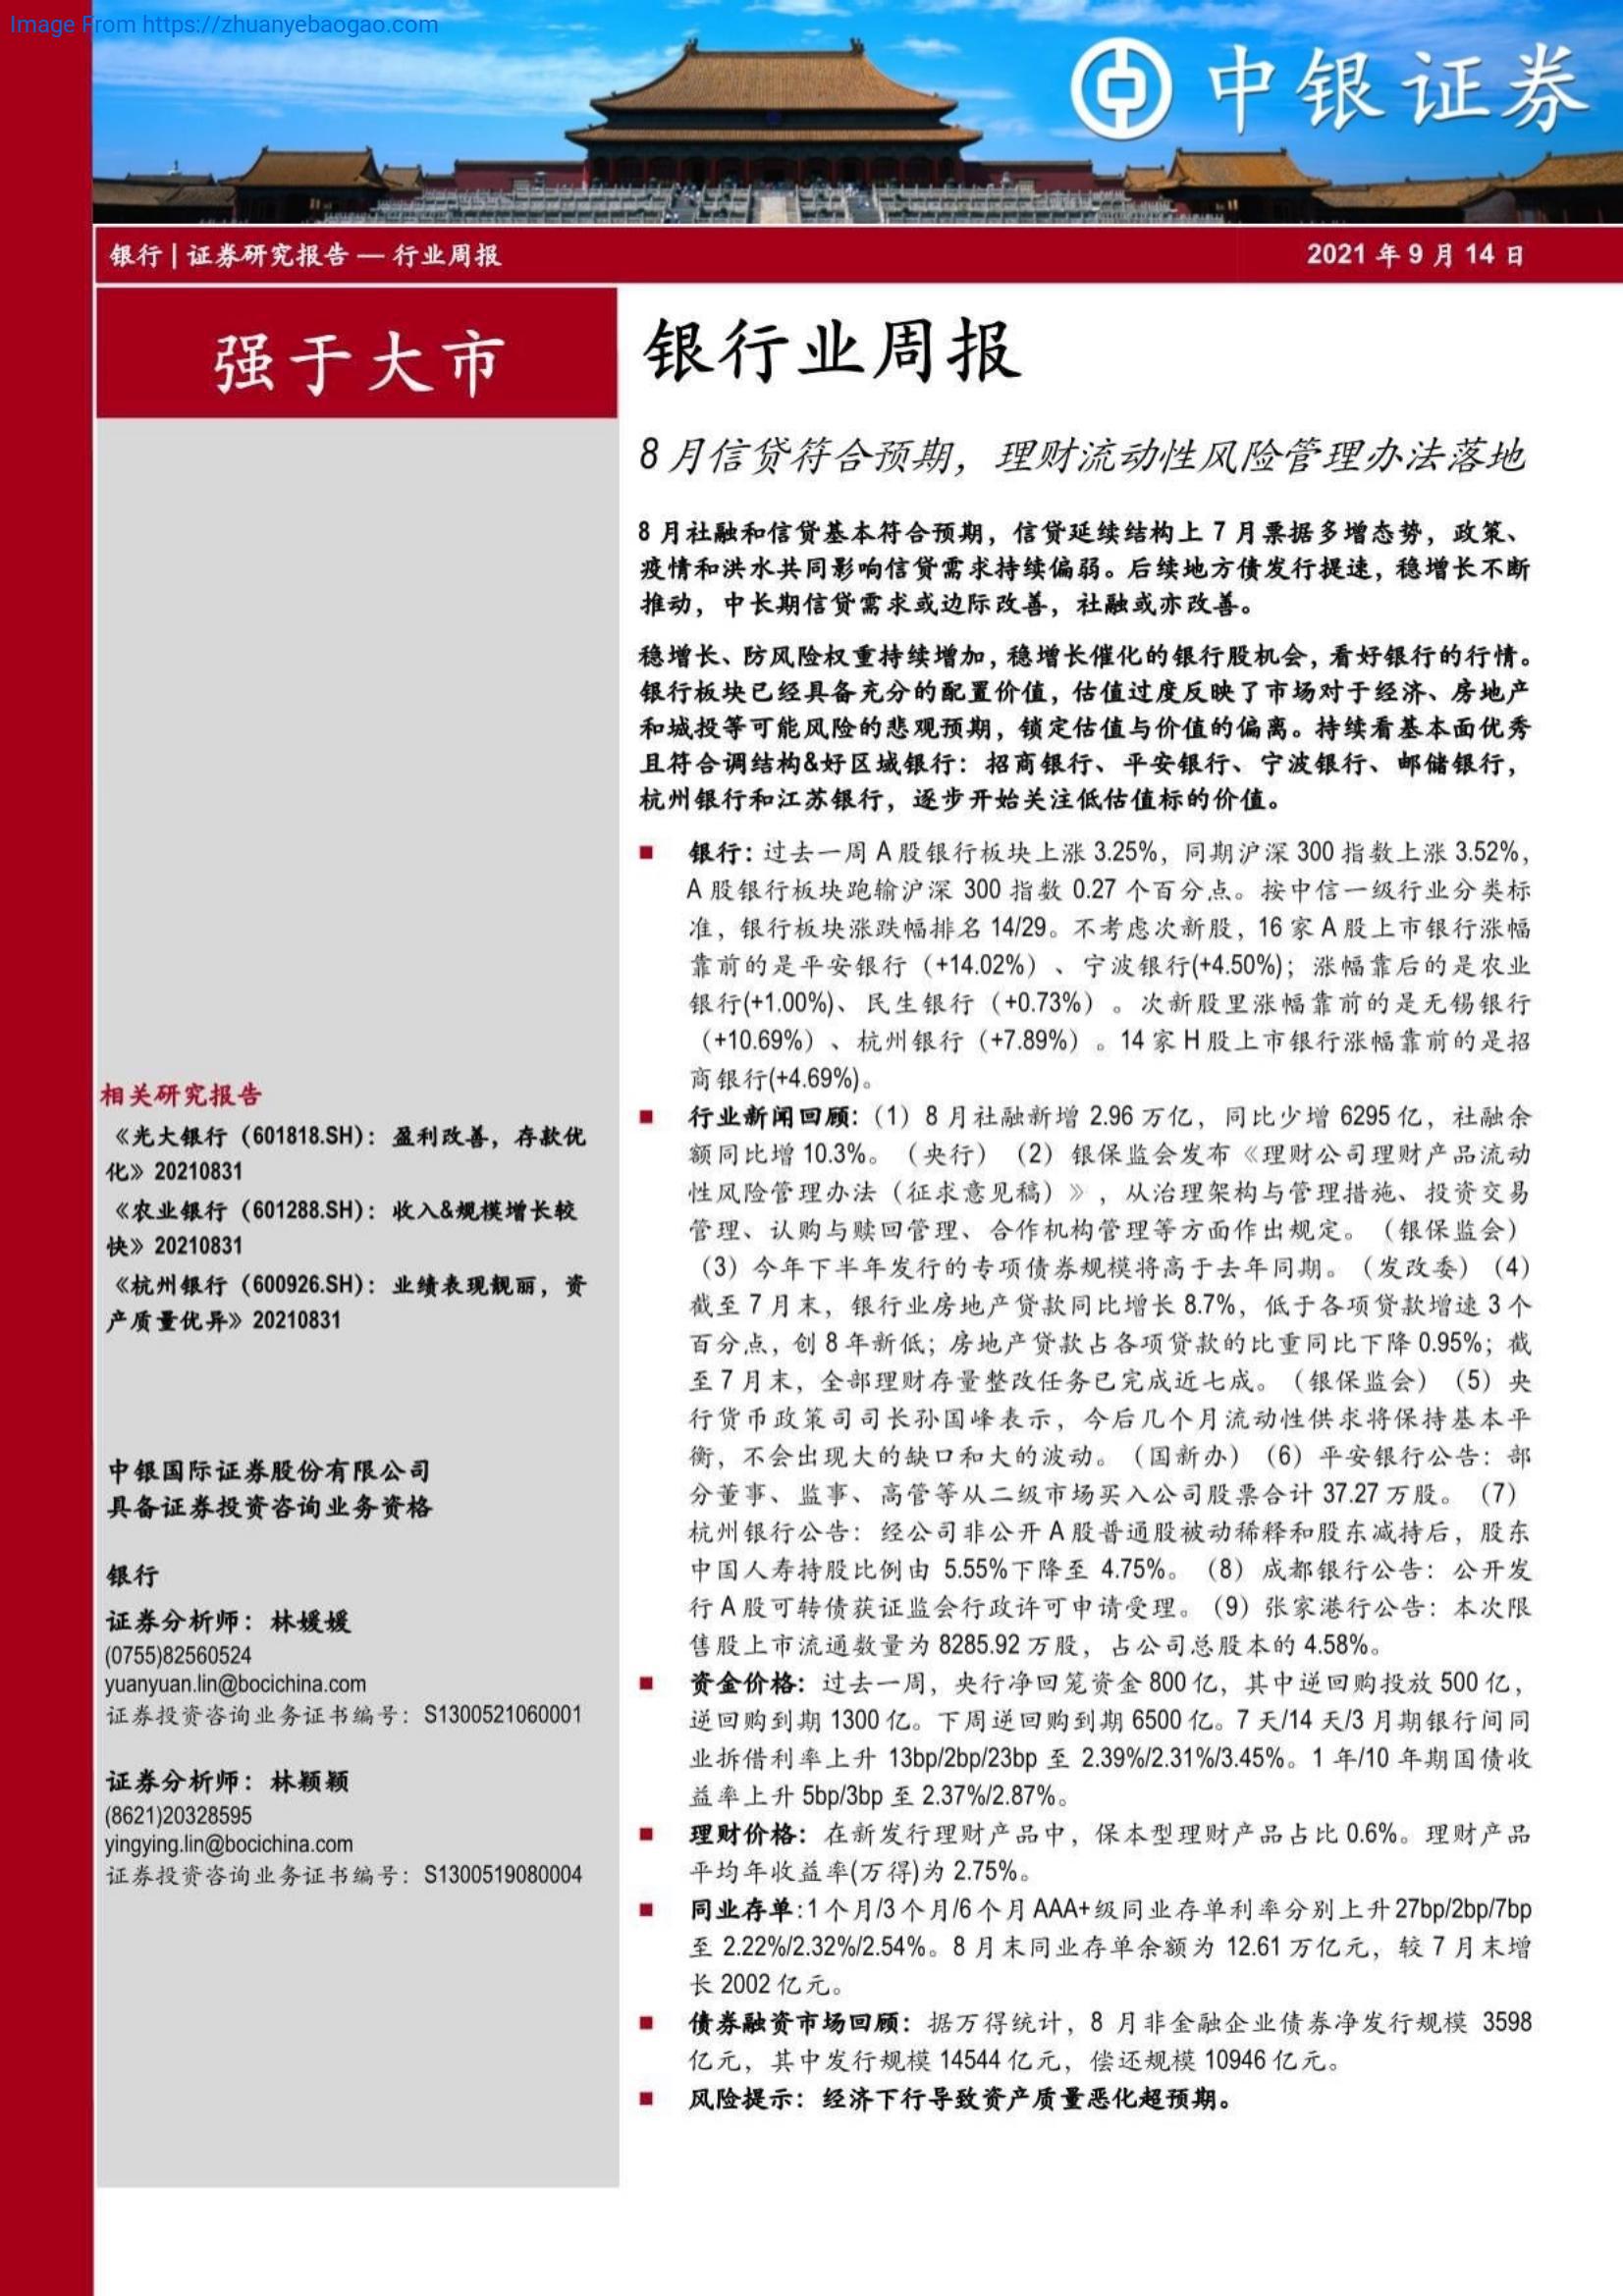 Image From https://zhuanyebaogao.com
中银证券
银行 | 证券研究报告 — 行业周报
2021 年 9 月 14 日
强于大市
相关研究报告
《光大银行（601818.SH）：盈利改善，存款优
化》20210831
《农业银行（601288.SH）：收入&规模增长较
快》20210831
《杭州银行（600926.SH）：业绩表现靓丽，资
产质量优异》20210831
中银国际证券股份有限公司
具备证券投资咨询业务资格
银行
证券分析师：林媛媛
(0755)82560524
yuanyuan.lin@bocichina.com
证券投资咨询业务证书编号：S1300521060001
证券分析师：林颖颖
(8621)20328595
yingying.lin@bocichina.com
证券投资咨询业务证书编号：S1300519080004
银行业周报
8 月信贷符合预期，理财流动性风险管理办法落地
8 月社融和信贷基本符合预期，信贷延续结构上 7 月票据多增态势，政策、
疫情和洪水共同影响信贷需求持续偏弱。后续地方债发行提速，稳增长不断
推动，中长期信贷需求或边际改善，社融或亦改善。
稳增长、防风险权重持续增加，稳增长催化的银行股机会，看好银行的行情。
银行板块已经具备充分的配置价值，估值过度反映了市场对于经济、房地产
和城投等可能风险的悲观预期，锁定估值与价值的偏离。持续看基本面优秀
且符合调结构&好区域银行：招商银行、平安银行、宁波银行、邮储银行，
杭州银行和江苏银行，逐步开始关注低估值标的价值。
■ 银行：过去一周 A 股银行板块上涨 3.25%，同期沪深 300 指数上涨 3.52%，
A 股银行板块跑输沪深 300 指数 0.27 个百分点。按中信一级行业分类标
准，银行板块涨跌幅排名 14/29。不考虑次新股，16 家 A 股上市银行涨幅
靠前的是平安银行（+14.02%）、宁波银行(+4.50%)；涨幅靠后的是农业
银行(+1.00%)、民生银行（+0.73%）。次新股里涨幅靠前的是无锡银行
（+10.69%）、杭州银行（+7.89%）。14 家 H 股上市银行涨幅靠前的是招
商银行(+4.69%)。
■ 行业新闻回顾：（1）8 月社融新增 2.96 万亿，同比少增 6295 亿，社融余
额同比增 10.3%。（央行）（2）银保监会发布《理财公司理财产品流动
性风险管理办法（征求意见稿）》，从治理架构与管理措施、投资交易
管理、认购与赎回管理、合作机构管理等方面作出规定。（银保监会）
（3）今年下半年发行的专项债券规模将高于去年同期。（发改委）（4）
截至 7 月末，银行业房地产贷款同比增长 8.7%，低于各项贷款增速 3 个
百分点，创 8 年新低；房地产贷款占各项贷款的比重同比下降 0.95%；截
至 7 月末，全部理财存量整改任务已完成近七成。（银保监会）（5）央
行货币政策司司长孙国峰表示，今后几个月流动性供求将保持基本平
衡，不会出现大的缺口和大的波动。（国新办）（6）平安银行公告：部
分董事、监事、高管等从二级市场买入公司股票合计 37.27 万股。（7）
杭州银行公告：经公司非公开 A 股普通股被动稀释和股东减持后，股东
中国人寿持股比例由 5.55%下降至 4.75%。（8）成都银行公告：公开发
行 A 股可转债获证监会行政许可申请受理。（9）张家港行公告：本次限
售股上市流通数量为 8285.92 万股，占公司总股本的 4.58%。
■ 资金价格：过去一周，央行净回笼资金 800 亿，其中逆回购投放 500 亿，
逆回购到期 1300 亿。下周逆回购到期 6500 亿。7 天/14 天/3 月期银行间同
业拆借利率上升 13bp/2bp/23bp 至 2.39%/2.31%/3.45%。1 年/10 年期国债收
益率上升 5bp/3bp 至 2.37%/2.87%。
■ 理财价格：在新发行理财产品中，保本型理财产品占比 0.6%。理财产品
平均年收益率(万得)为 2.75%。
■ 同业存单：1 个月/3 个月/6 个月 AAA+级同业存单利率分别上升 27bp/2bp/7bp
至 2.22%/2.32%/2.54%。8 月末同业存单余额为 12.61 万亿元，较 7 月末增
长 2002 亿元。
■ 债券融资市场回顾：据万得统计，8 月非金融企业债券净发行规模 3598
亿元，其中发行规模 14544 亿元，偿还规模 10946 亿元。
■ 风险提示：经济下行导致资产质量恶化超预期。